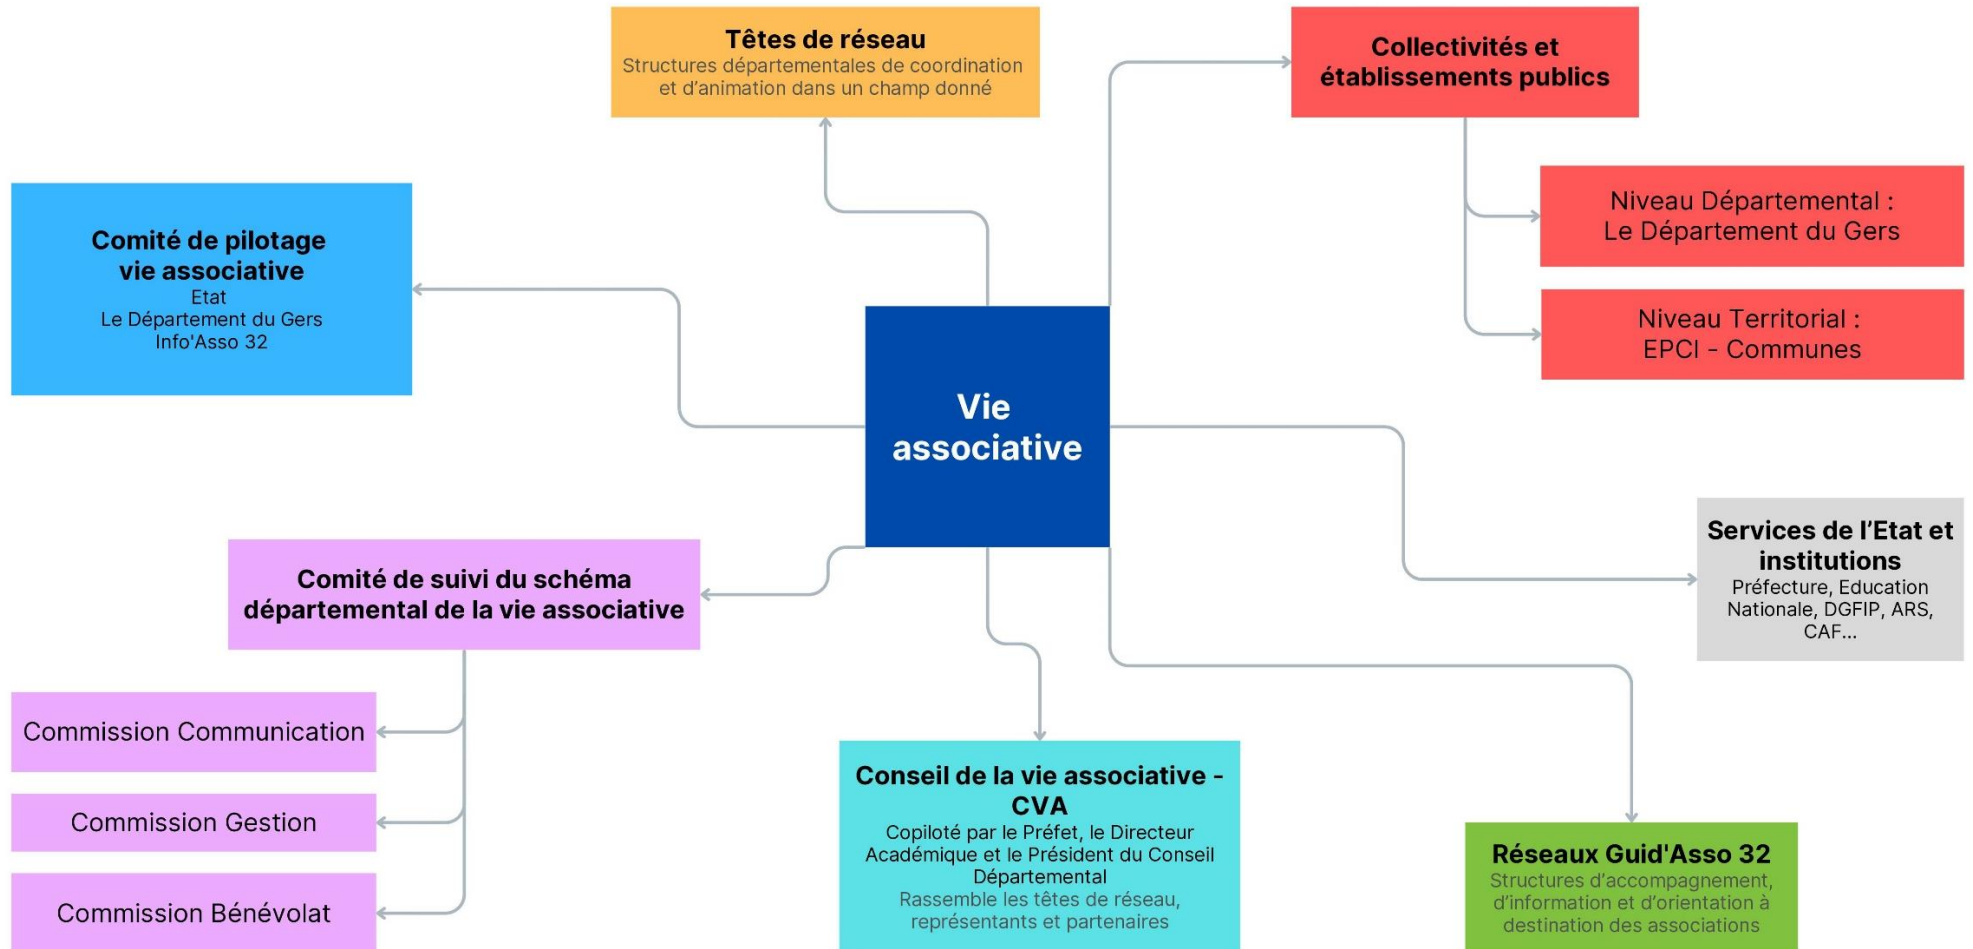 Têtes de réseau
Structures départementales de coordination
et d'animation dans un champ donné
Collectivités et
établissements publics
Niveau Départemental :
Le Département du Gers
Niveau Territorial :
EPCI - Communes
Comité de pilotage
vie associative
Etat
Le Département du Gers
Info'Asso 32
Vie
associative
Services de l'Etat et
institutions
Préfecture, Education
Nationale, DGFIP, ARS,
CAF...
Comité de suivi du schéma
départemental de la vie associative
Commission Communication
Commission Gestion
Commission Bénévolat
Conseil de la vie associative -
CVA
Copiloté par le Préfet, le Directeur
Académique et le Président du Conseil
Départemental
Rassemble les têtes de réseau,
représentants et partenaires
Réseaux Guid'Asso 32
Structures d'accompagnement,
d'information et d'orientation à
destination des associations